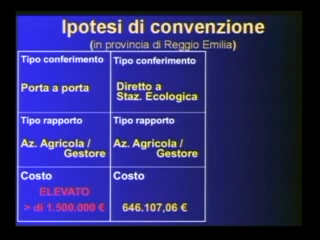 Ipotesi di convenzione
(in provincia di Reggio Emilia)
Tipo conferimento
Porta a porta
Tipo conferimento
Diretto a
Staz. Ecologica
Tipo rapporto
Az. Agricola /
Gestore
Tipo rapporto
Az. Agricola /
Gestore
Costo
ELEVATO
> di 1.500.000 €
Costo
646.107,06 €